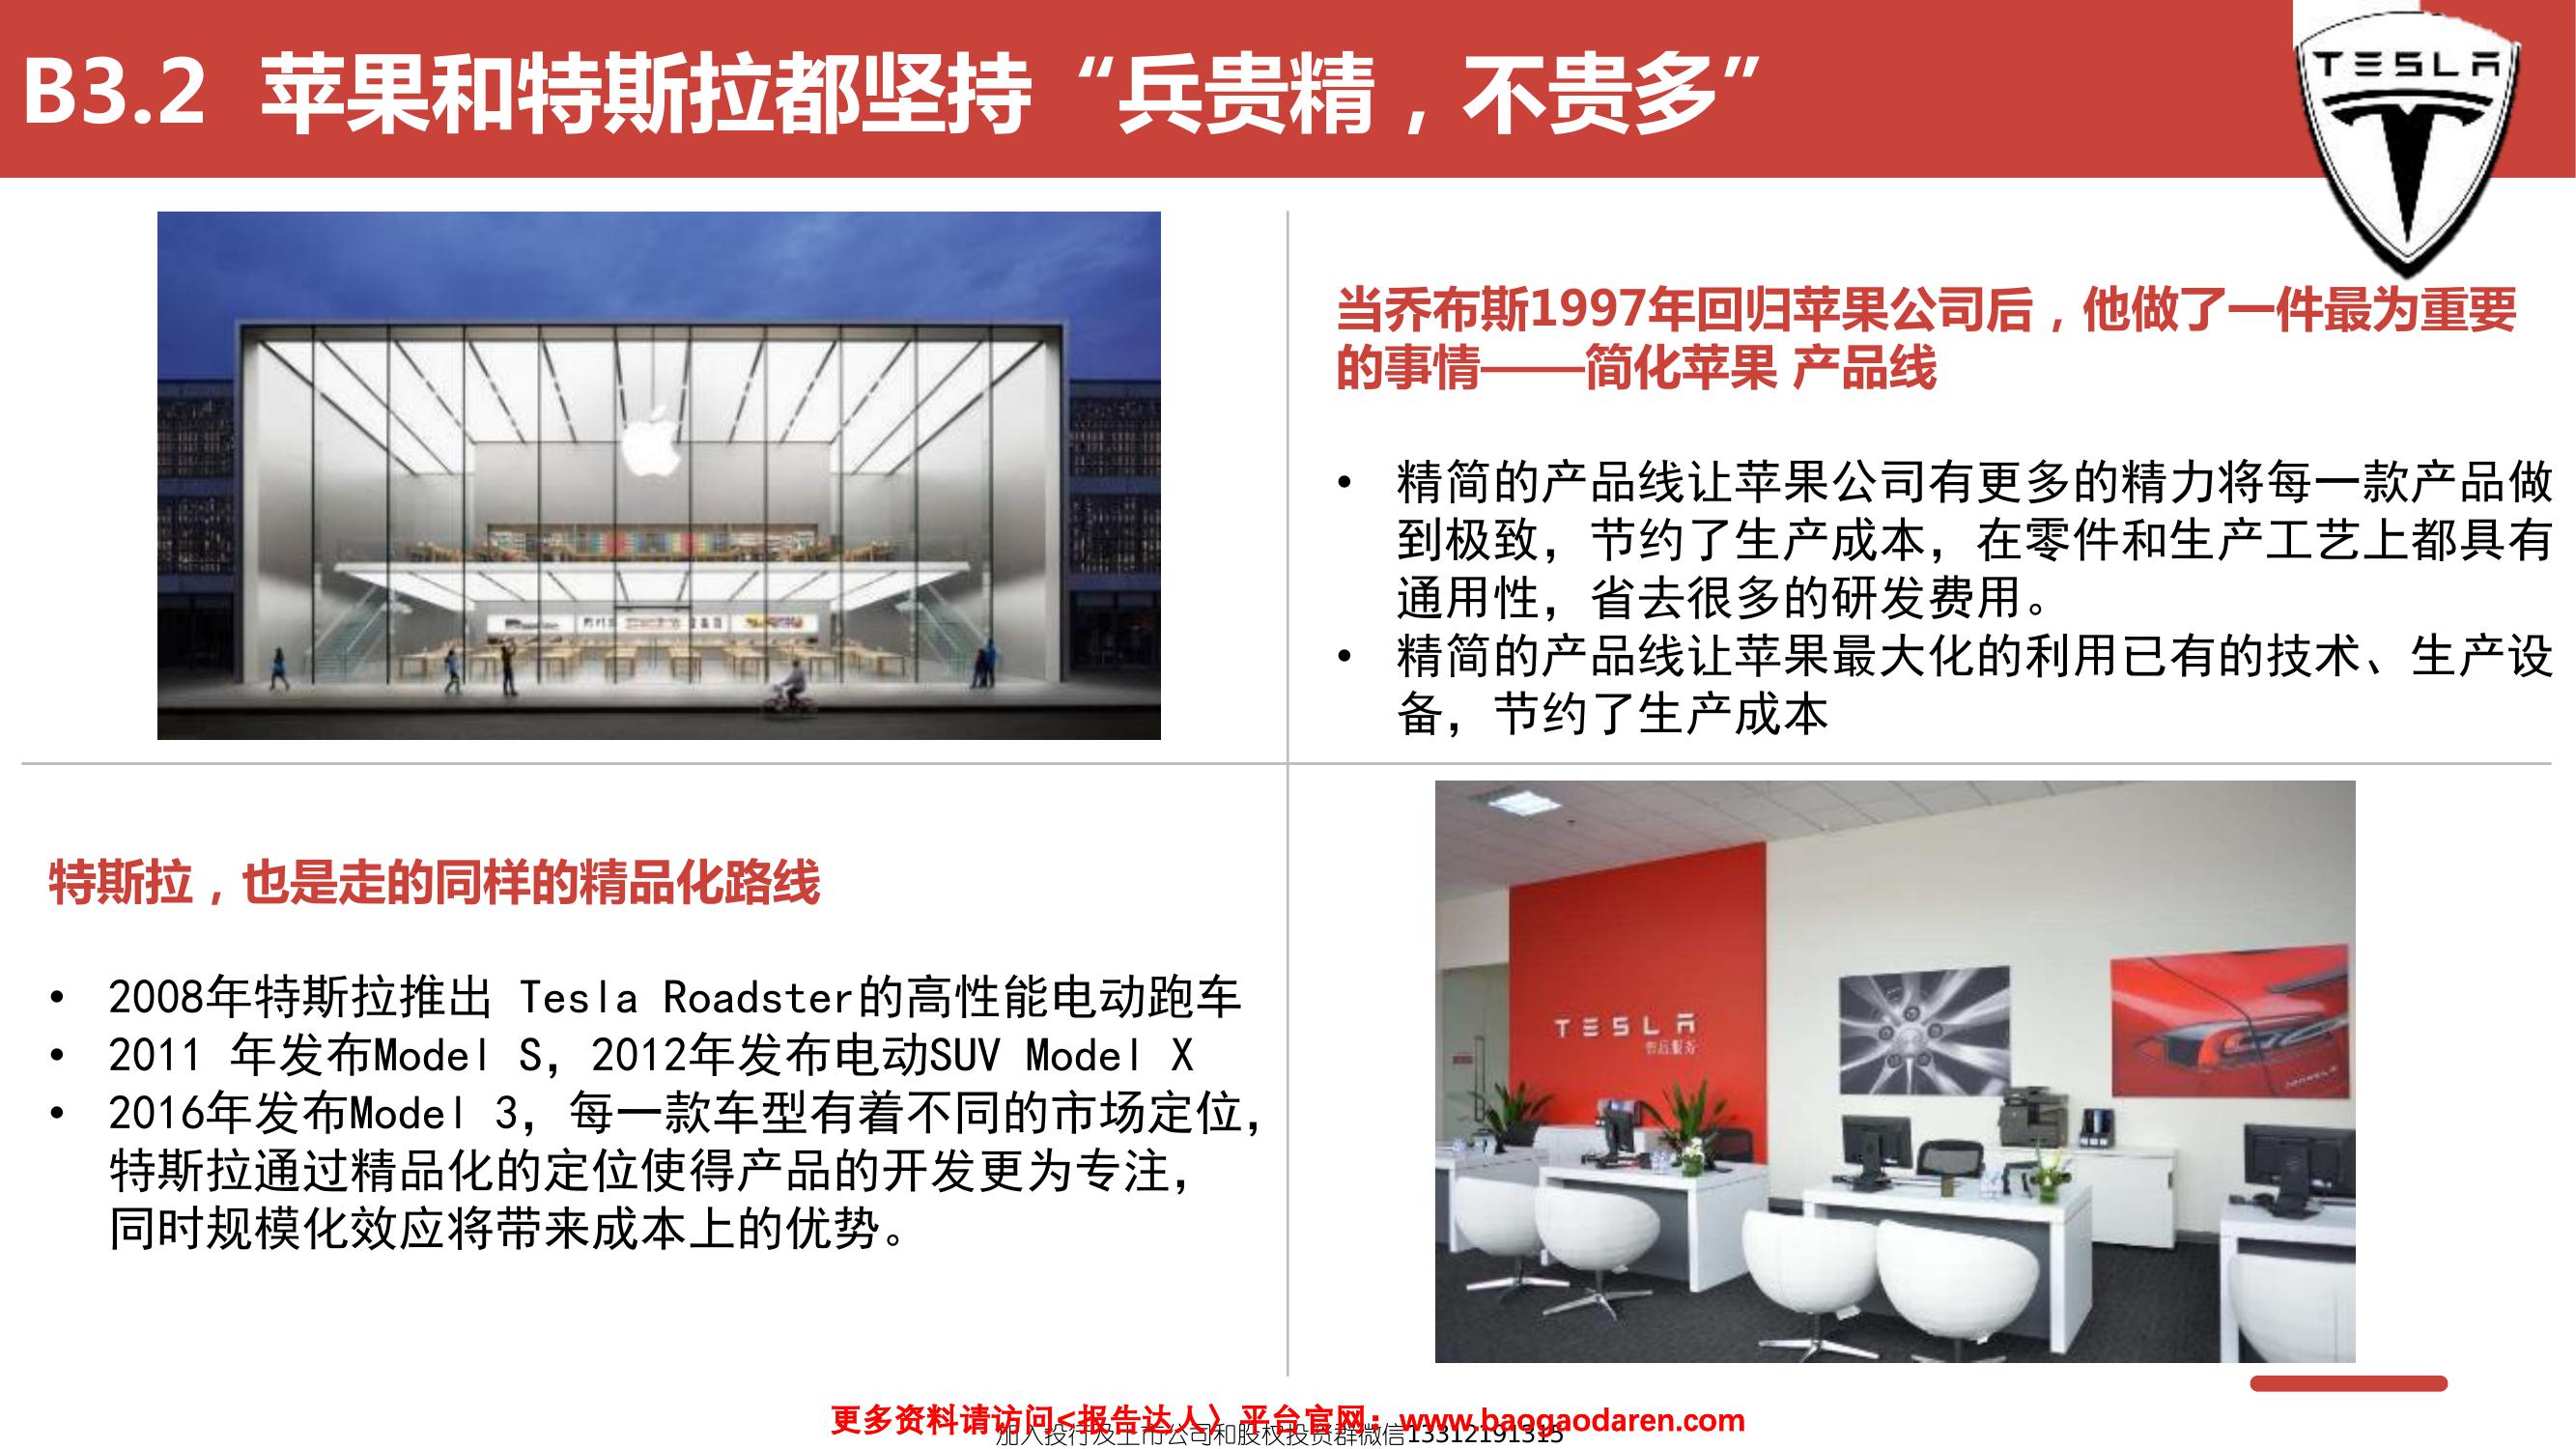 B3.2 苹果和特斯拉都坚持“兵贵精，不贵多”
TESLA
当乔布斯1997年回归苹果公司后，他做了一件最为重要
的事情——简化苹果 产品线
• 精简的产品线让苹果公司有更多的精力将每一款产品做
到极致，节约了生产成本，在零件和生产工艺上都具有
通用性，省去很多的研发费用。
• 精简的产品线让苹果最大化的利用已有的技术、生产设
备，节约了生产成本
特斯拉，也是走的同样的精品化路线
• 2008年特斯拉推出 Tesla Roadster的高性能电动跑车
• 2011 年发布Model S，2012年发布电动SUV Model X
• 2016年发布Model 3，每一款车型有着不同的市场定位，
特斯拉通过精品化的定位使得产品的开发更为专注，
同时规模化效应将带来成本上的优势。
TESLA
售后服务
更多资料请访问<报告达人〉平台官网：www.baogaodaren.com
加入投行及上市公司和股权投资群微信13312191315